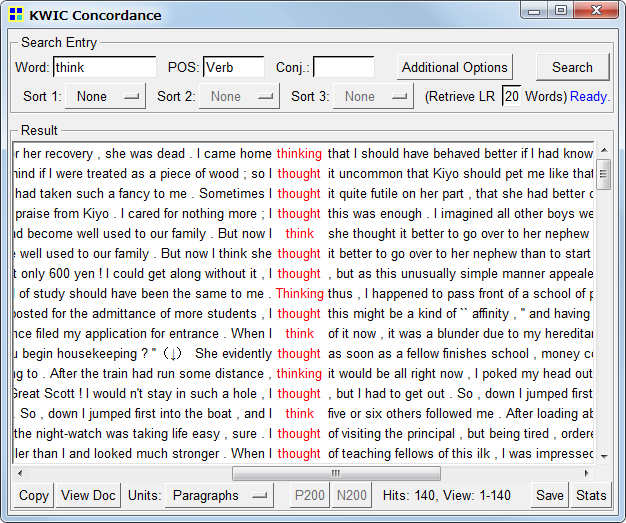 KWIC Concordance
Search Entry
Word: think POS: Verb Conj.: Additional Options Search
Sort 1: None Sort 2: None Sort 3: None (Retrieve LR 20 Words) Ready.
Result
r her recovery , she was dead . I came home thinking that I should have behaved better if I had know
ind if I were treated as a piece of wood ; so I thought it uncommon that Kiyo should pet me like that
had taken such a fancy to me . Sometimes I thought it quite futile on her part , that she had better
praise from Kiyo . I cared for nothing more ; I thought this was enough . I imagined all other boys we
d become well used to our family . But now I think she thought it better to go over to her nephew
e well used to our family . But now I think she thought it better to go over to her nephew than to start
t only 600 yen ! I could get along without it , I thought , but as this unusually simple manner appeale
of study should have been the same to me . Thinking thus , I happened to pass front of a school of
posted for the admittance of more students , I thought this might be a kind of `` affinity , " and having
nce filed my application for entrance . When I think of it now , it was a blunder due to my hereditar
u begin housekeeping ? " (↓) She evidently thought as soon as a fellow finishes school , money c
ng to . After the train had run some distance , thinking it would be all right now , I poked my head out
Great Scott ! I would n't stay in such a hole , I thought , but I had to get out . So , down I jumped first
. So , down I jumped first into the boat , and I think five or six others followed me . After loading ab
the night-watch was taking life easy , sure . I thought of visiting the principal , but being tired , ordere
ller than I and looked much stronger . When I thought of teaching fellows of this ilk , I was impressed
Copy View Doc Units: Paragraphs P200 N200 Hits: 140, View: 1-140 Save Stats